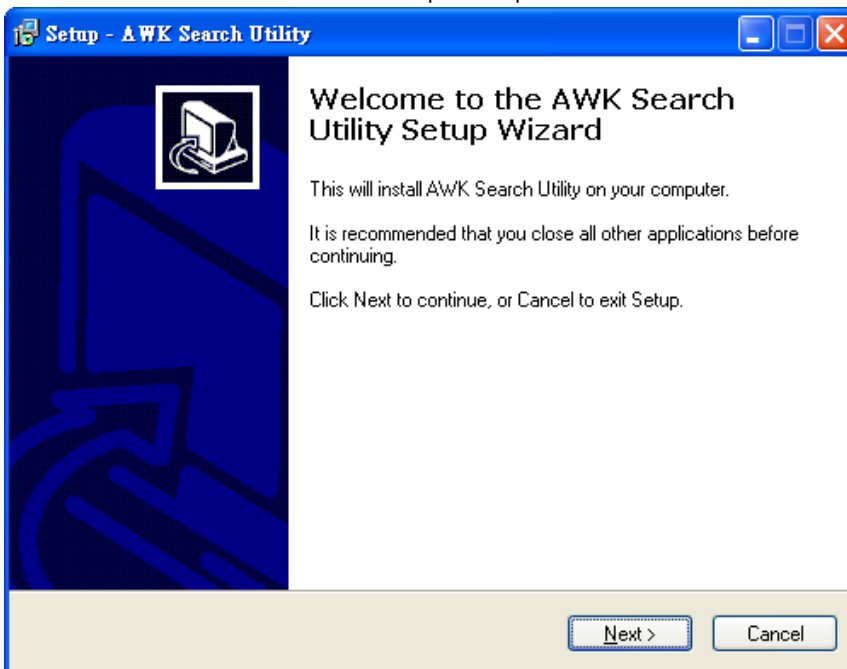 Setup - AWK Search Utility
Welcome to the AWK Search
Utility Setup Wizard
This will install AWK Search Utility on your computer.
It is recommended that you close all other applications before
continuing.
Click Next to continue, or Cancel to exit Setup.
Next >
Cancel